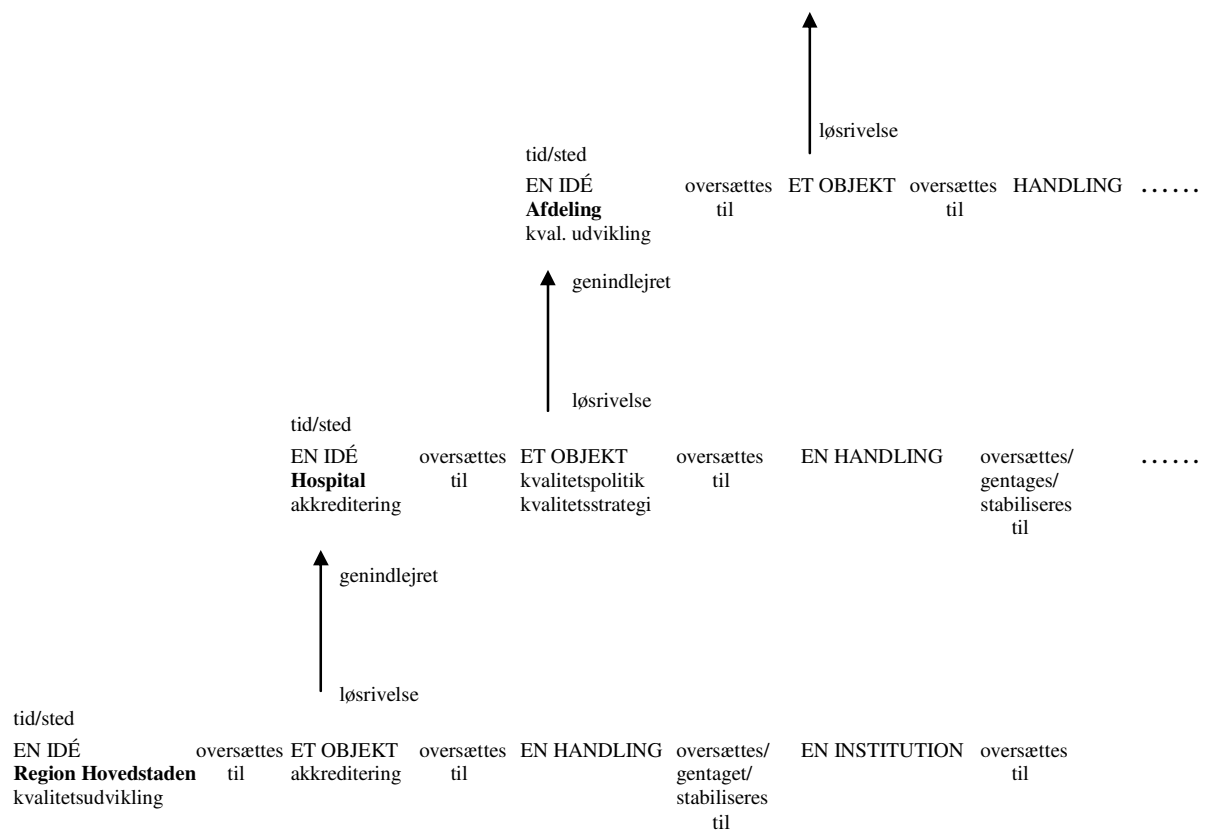 løsrivelse
tid/sted
EN IDÉ oversættes ET OBJEKT oversættes HANDLING ......
Afdeling til til
kval. udvikling
genindlejret
løsrivelse
tid/sted
EN IDÉ oversættes ET OBJEKT oversættes EN HANDLING oversættes/ ......
Hospital til kvalitetspolitik til gentages/
akkreditering kvalitetsstrategi stabiliseres
til
genindlejret
løsrivelse
tid/sted
EN IDÉ oversættes ET OBJEKT oversættes EN HANDLING oversættes/ EN INSTITUTION oversættes
Region Hovedstaden til akkreditering til gentaget/ til
kvalitetsudvikling stabiliseres
til